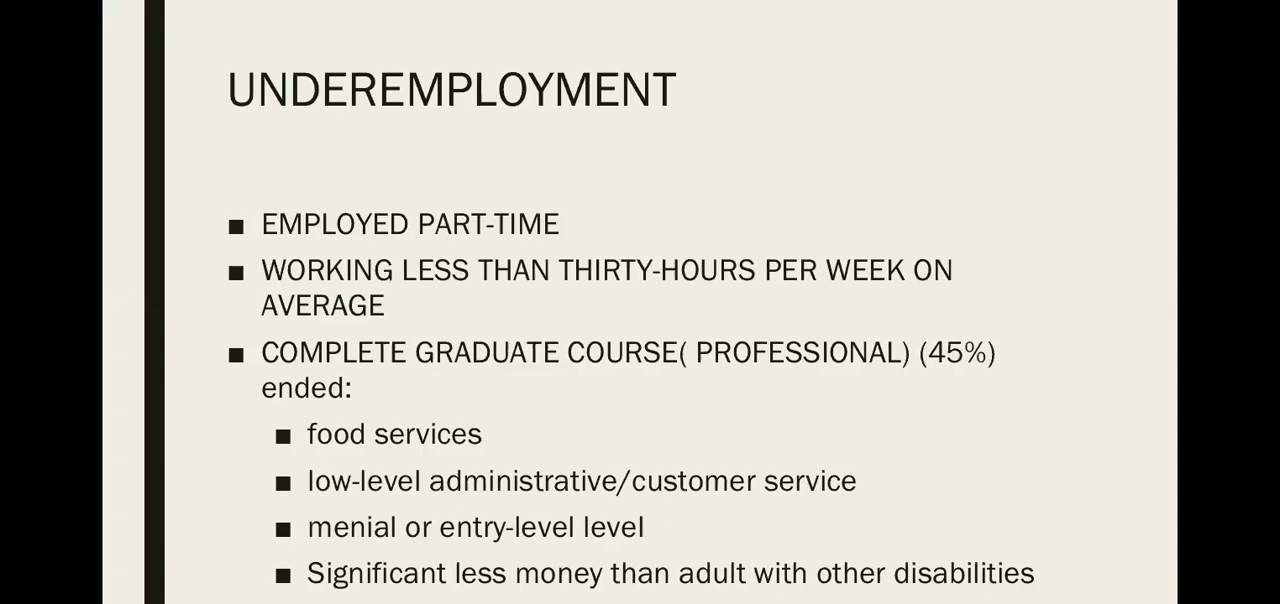 UNDEREMPLOYMENT
■ EMPLOYED PART-TIME
■ WORKING LESS THAN THIRTY-HOURS PER WEEK ON
AVERAGE
■ COMPLETE GRADUATE COURSE( PROFESSIONAL) (45%)
ended:
■ food services
■ low-level administrative/customer service
■ menial or entry-level level
■ Significant less money than adult with other disabilities